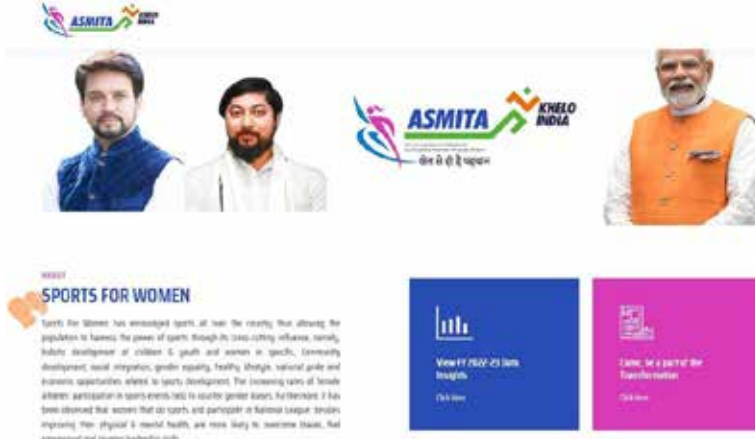 ASMITA KHELO INDIA
ASMITA
KHELO
INDIA
खेल से ही है पहचान
ABOUT
SPORTS FOR WOMEN
Sports For Women has encouraged sports all over the country, thus allowing the
population to harness the power of sports through its cross-cutting influence, namely,
holistic development of children & youth and women in specific, community
development, social integration, gender equality, healthy lifestyle, national pride and
economic opportunities related to sports development. The increasing rates of female
athletes' participation in sports events help to counter gender biases, furthermore it has
been observed that women that do sports and participate in National League besides
improving their physical & mental health, are more likely to overcome biases, feel
View FY 2022-23 Data
Insights
Click Here
Come, be a part of the
Transformation
Click Here